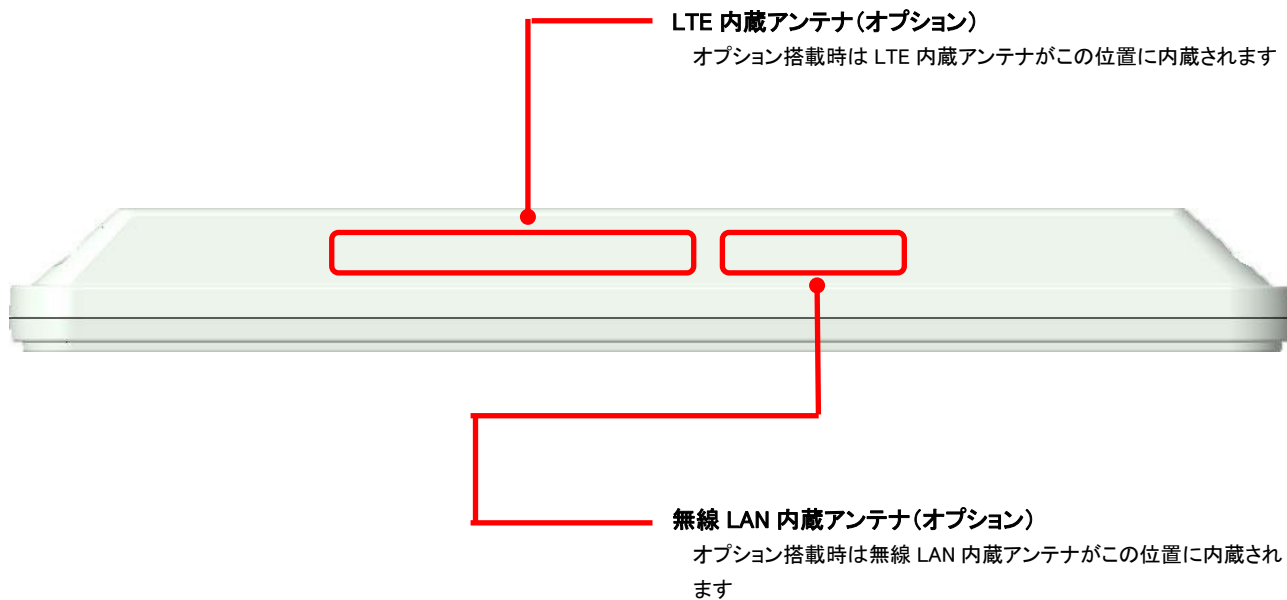 LTE 内蔵アンテナ（オプション）
オプション搭載時は LTE 内蔵アンテナがこの位置に内蔵されます
無線 LAN 内蔵アンテナ（オプション）
オプション搭載時は無線 LAN 内蔵アンテナがこの位置に内蔵され
ます